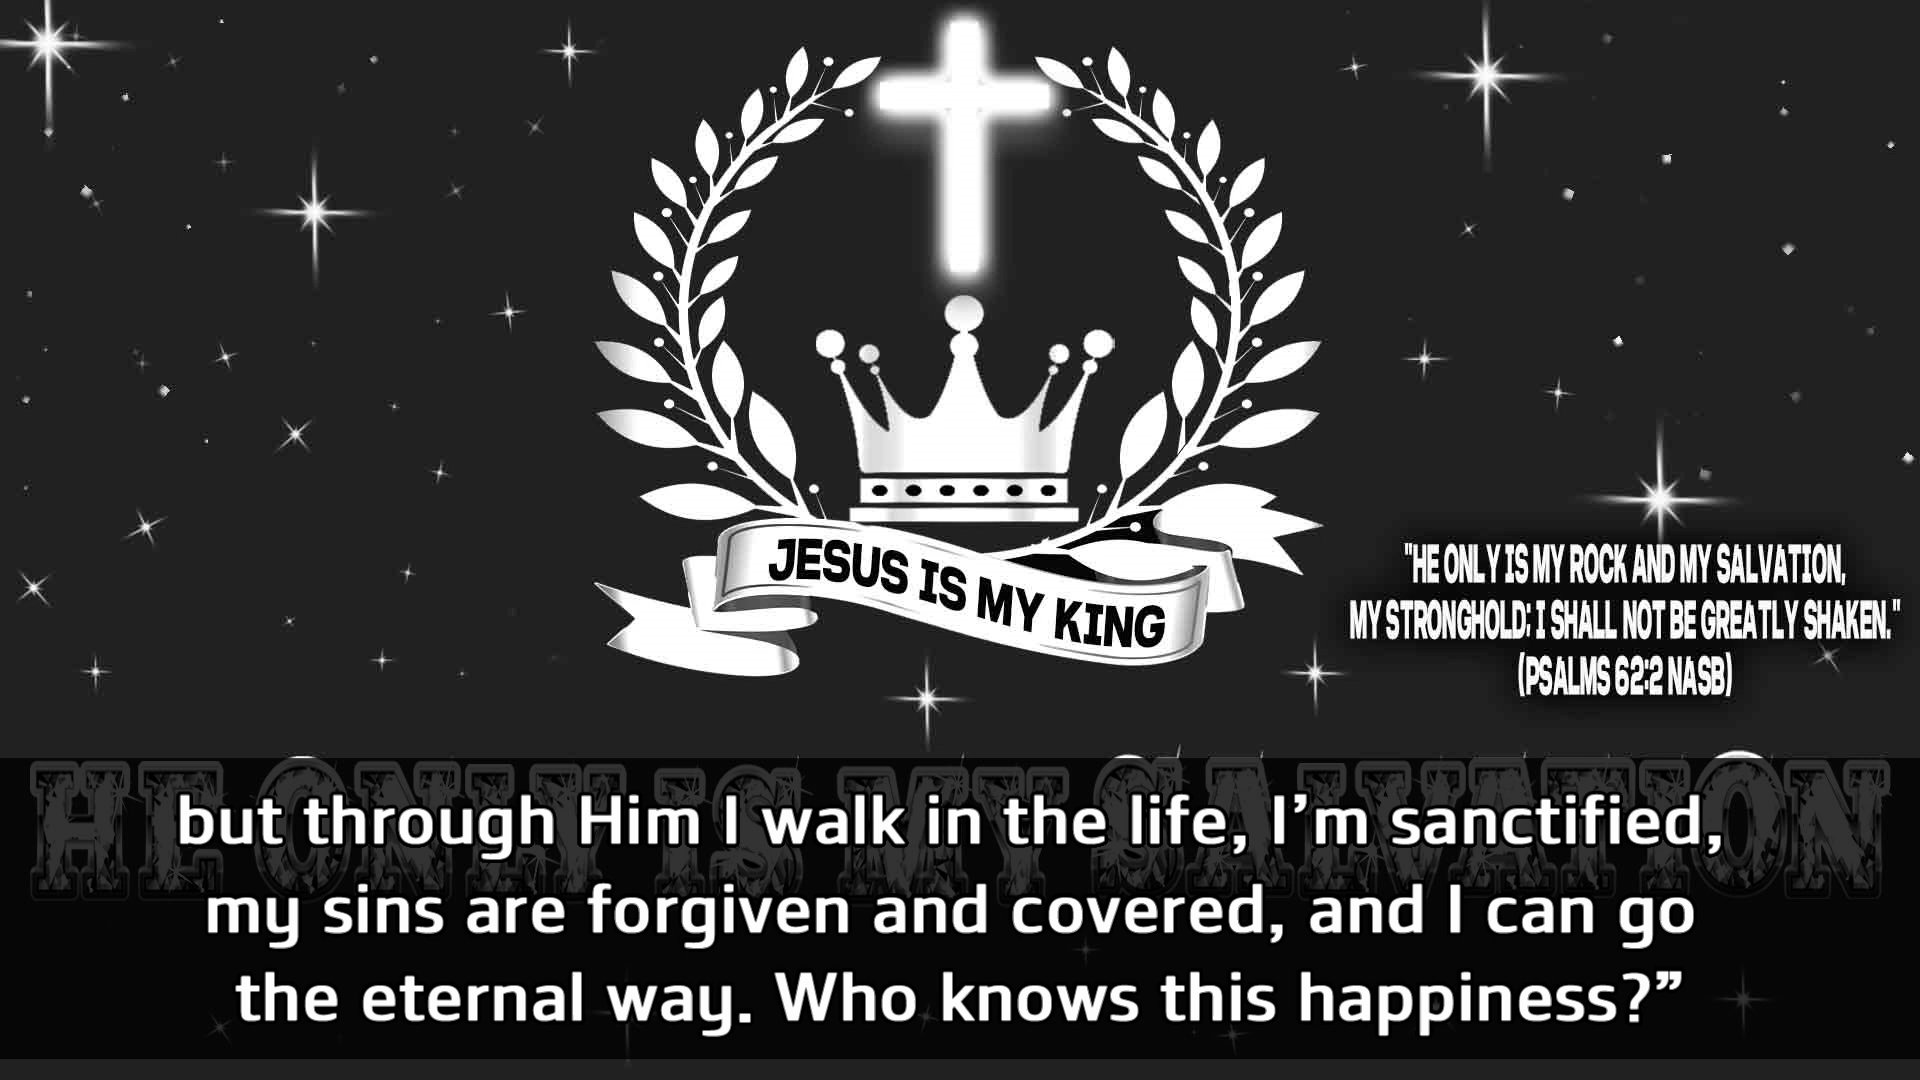 JESUS IS MY KING
"HE ONLY IS MY ROCK AND MY SALVATION,
MY STRONGHOLD; I SHALL NOT BE GREATLY SHAKEN."
(PSALMS 62:2 NASB)
HE ONLY IS MY SALVATION
but through Him I walk in the life, I’m sanctified,
my sins are forgiven and covered, and I can go
the eternal way. Who knows this happiness?”